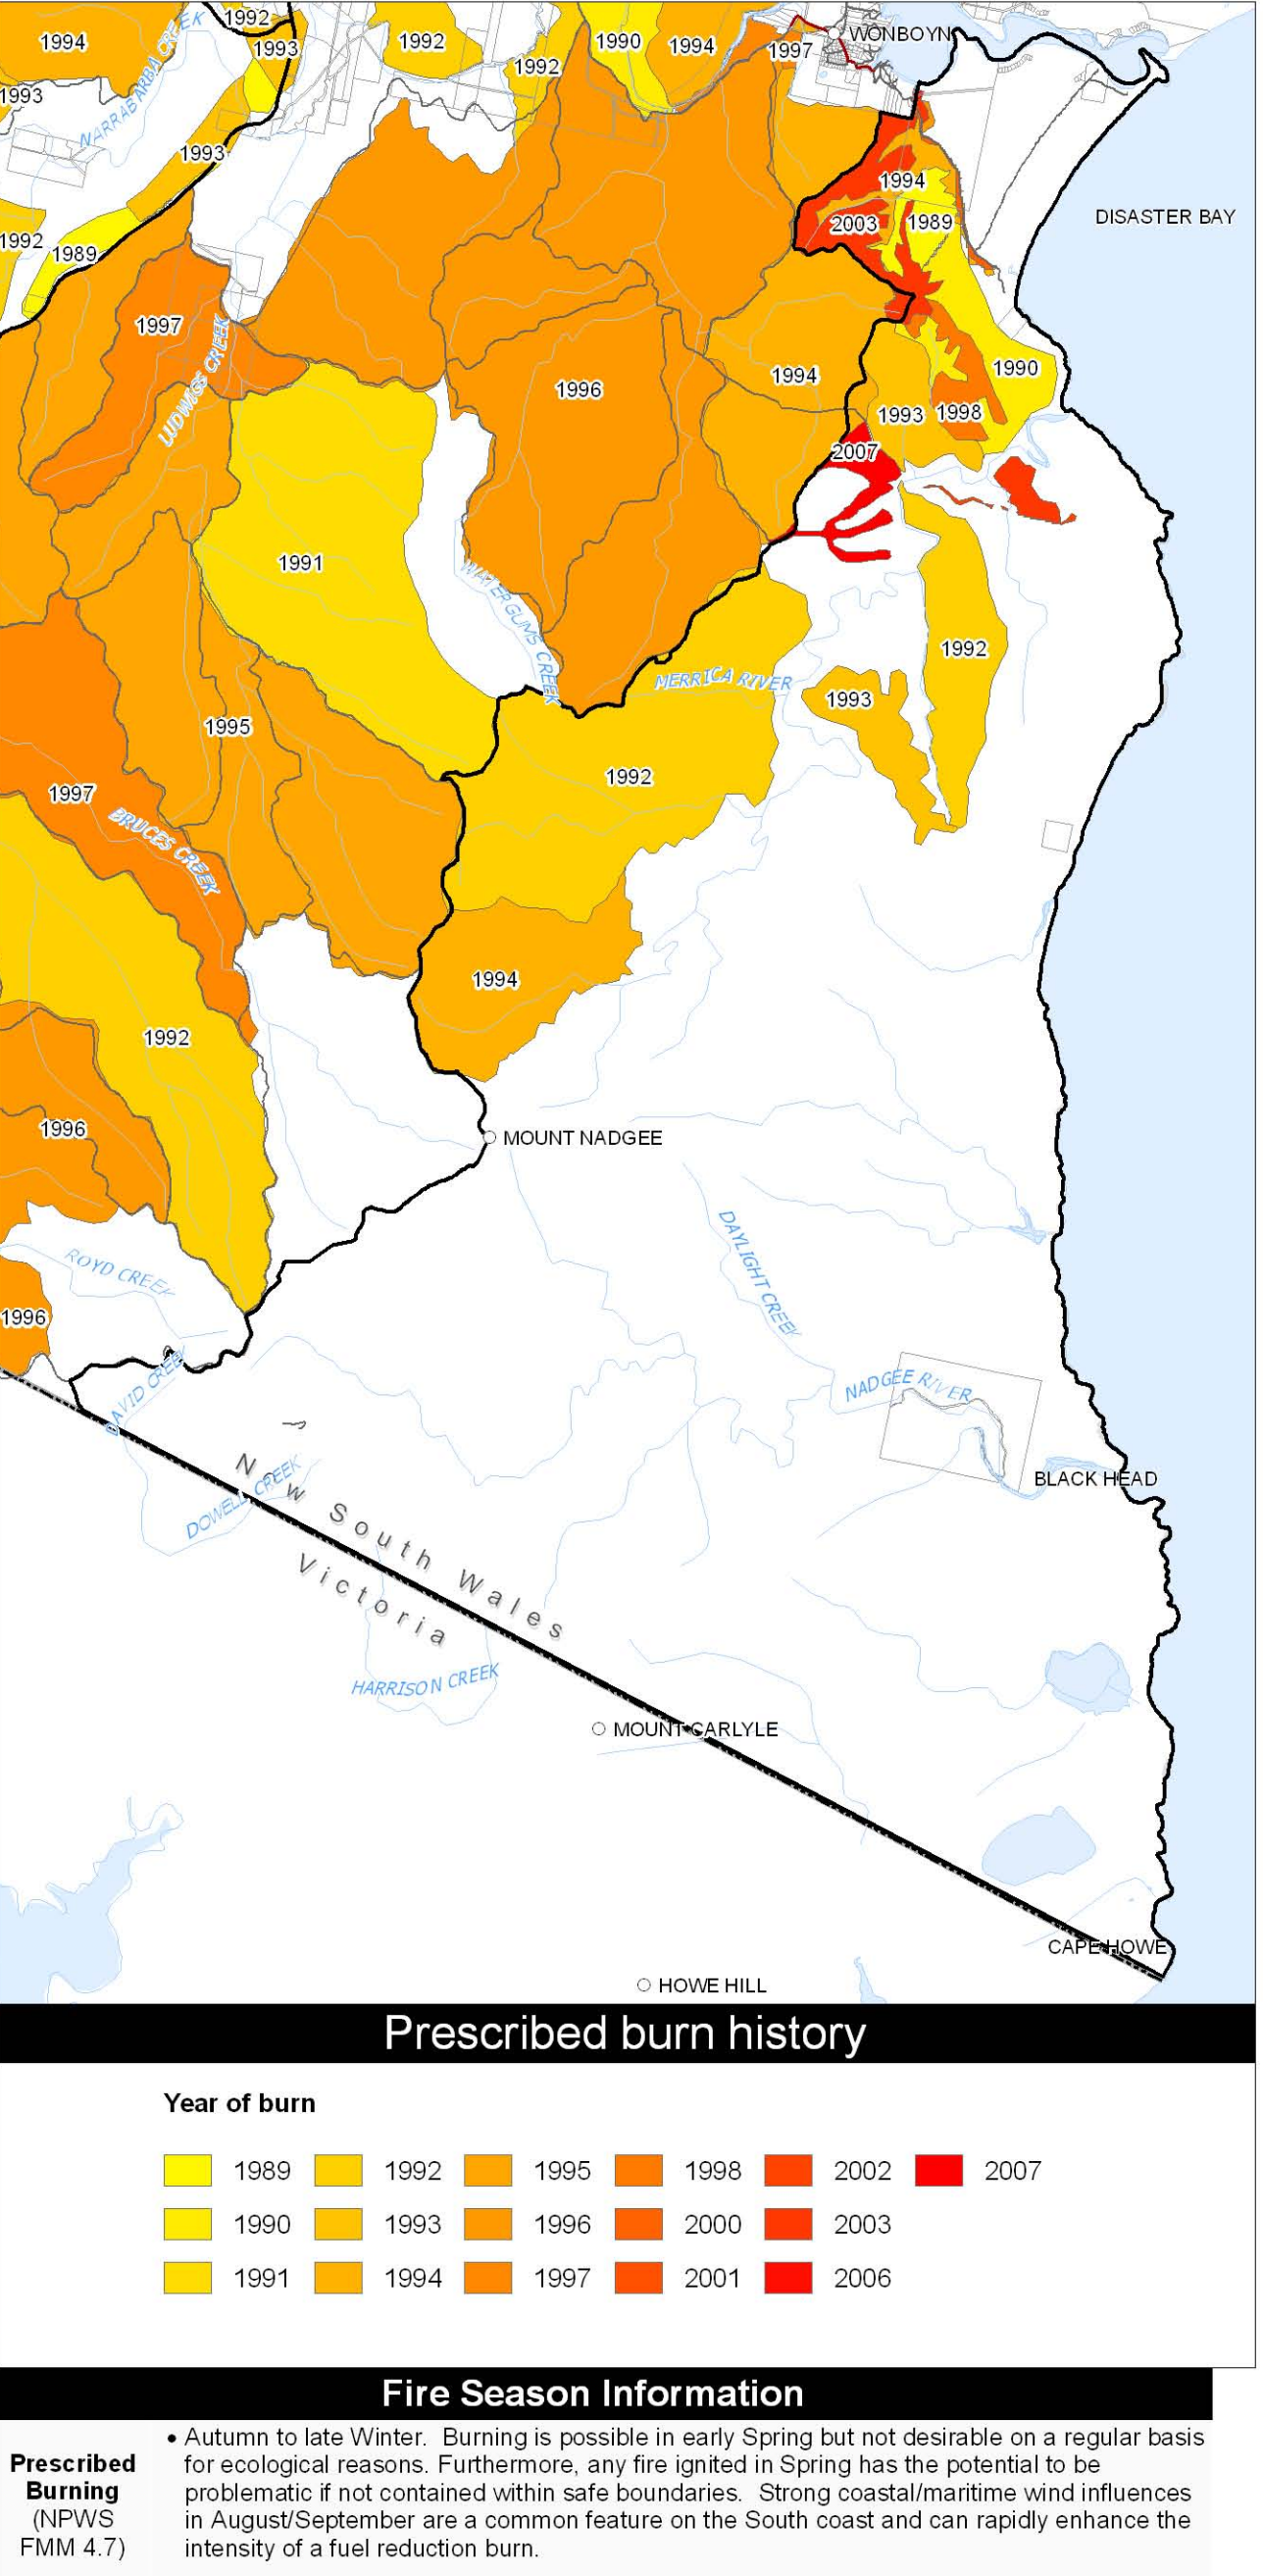 1992
1994
1993
1992
1990
1994
1997
WONBOYN
1992
1993
NARRABARBA CREEK
1993
1994
DISASTER BAY
2003
1989
1992
1989
1997
LUDWIGS CREEK
1994
1990
1996
1993
1998
2007
1991
WATER GUMS CREEK
1992
MERRICA RIVER
1993
1995
1992
1997
BRUCES CREEK
1994
1992
1996
MOUNT NADGEE
DAYLIGHT CREEK
ROYD CREEK
1996
DAVID CREEK
NADGEE RIVER
BLACK HEAD
DOWELL CREEK
New South Wales
Victoria
HARRISON CREEK
MOUNT CARLYLE
CAPE HOWE
HOWE HILL
Prescribed burn history
Year of burn
1989 1992 1995 1998 2002 2007
1990 1993 1996 2000 2003
1991 1994 1997 2001 2006
Fire Season Information
Prescribed
Burning
(NPWS
FMM 4.7)
• Autumn to late Winter. Burning is possible in early Spring but not desirable on a regular basis
for ecological reasons. Furthermore, any fire ignited in Spring has the potential to be
problematic if not contained within safe boundaries. Strong coastal/maritime wind influences
in August/September are a common feature on the South coast and can rapidly enhance the
intensity of a fuel reduction burn.